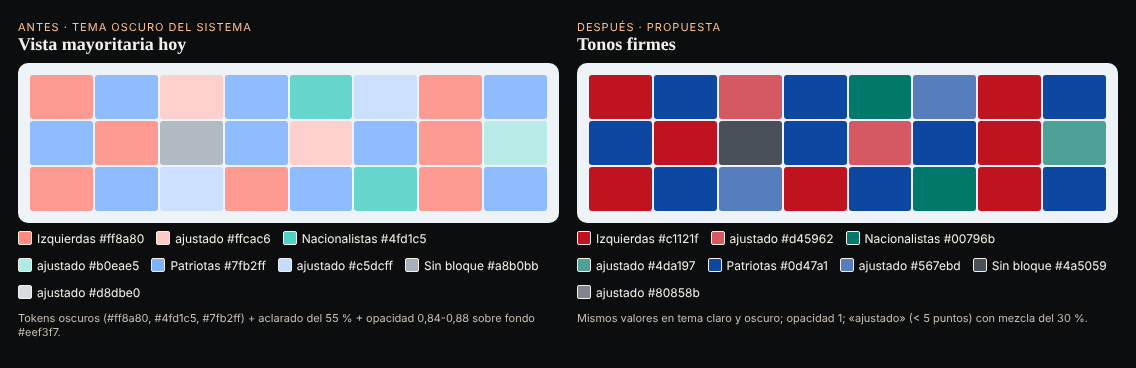 ANTES · TEMA OSCURO DEL SISTEMA
Vista mayoritaria hoy
Izquierdas #ff8a80 ajustado #ffcac6 Nacionalistas #4fd1c5
ajustado #b0eae5 Patriotas #7fb2ff ajustado #c5dcff Sin bloque #a8b0bb
ajustado #d8dbe0
Tokens oscuros (#ff8a80, #4fd1c5, #7fb2ff) + aclarado del 55 % + opacidad 0,84-0,88 sobre fondo
#eef3f7.
DESPUÉS · PROPUESTA
Tonos firmes
Izquierdas #c1121f ajustado #d45962 Nacionalistas #00796b
ajustado #4da197 Patriotas #0d47a1 ajustado #567ebd Sin bloque #4a5059
ajustado #80858b
Mismos valores en tema claro y oscuro; opacidad 1; «ajustado» (< 5 puntos) con mezcla del 30 %.